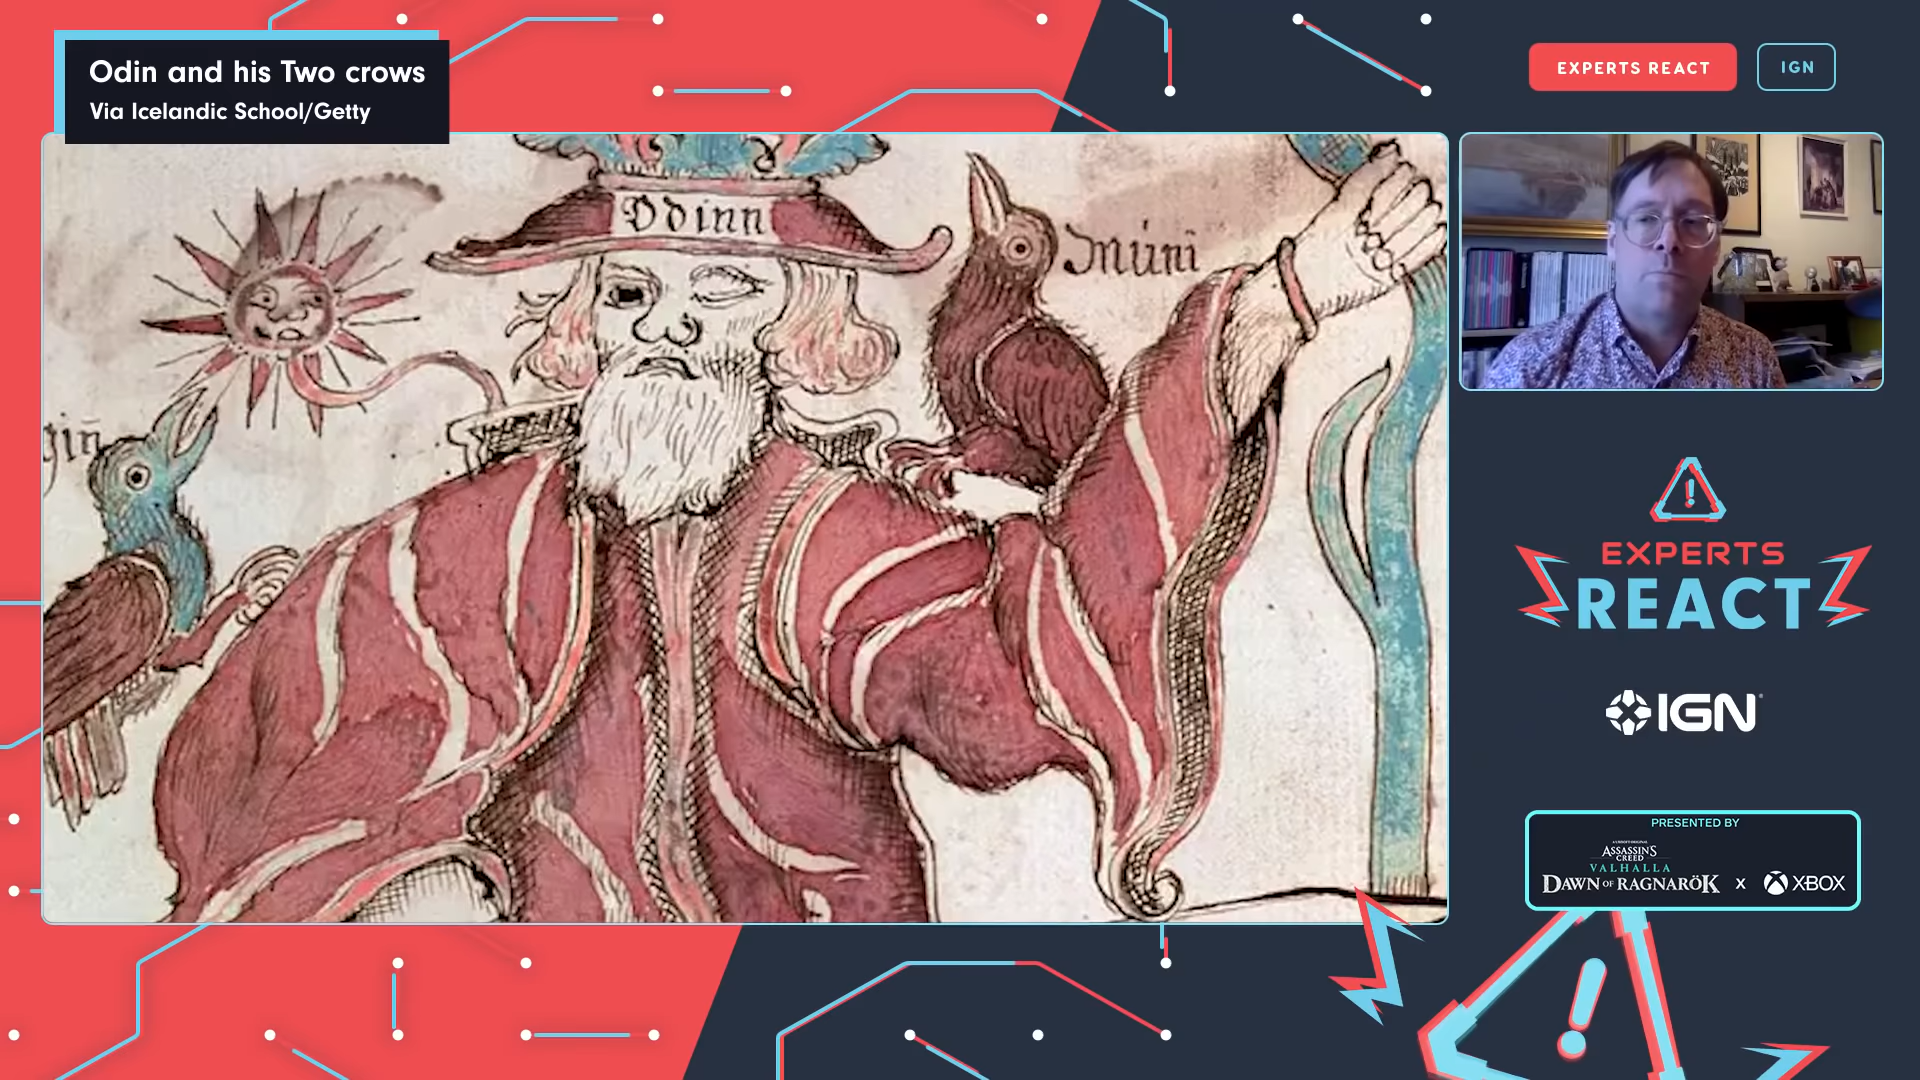 Odin and his Two crows
Via Icelandic School/Getty
EXPERTS REACT
IGN
Odinn
Muni
gin
EXPERTS
REACT
IGN
PRESENTED BY
ASSASSIN'S
CREED
VALHALLA
DAWN OF RAGNARÖK X XBOX